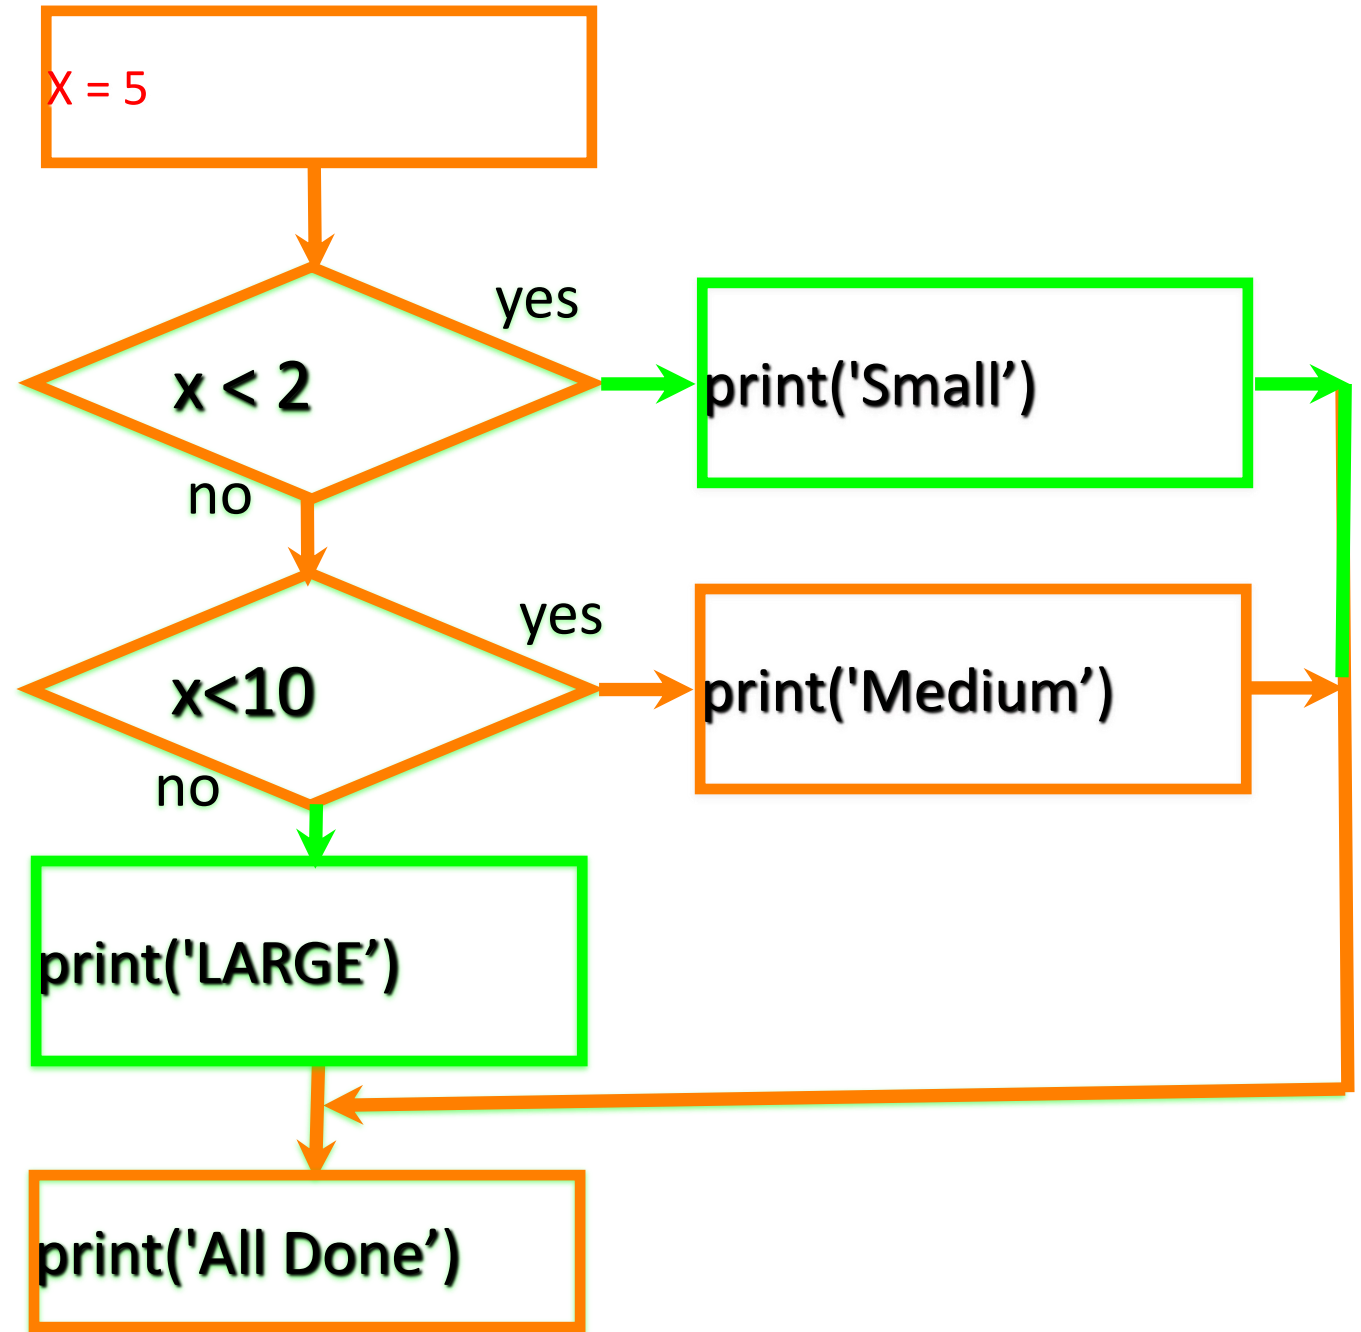 X = 5
yes
x < 2
print('Small’)
no
yes
x<10
print('Medium’)
no
print('LARGE’)
print('All Done’)